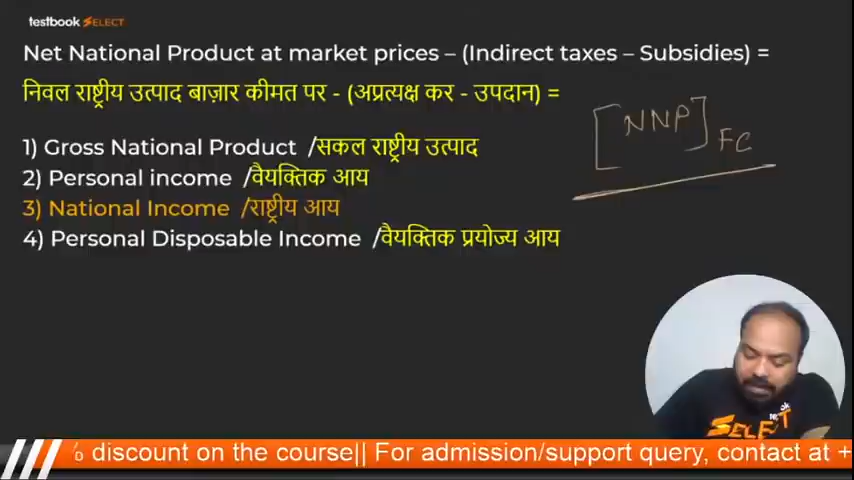 testbook SELECT
Net National Product at market prices – (Indirect taxes – Subsidies) =
निवल राष्ट्रीय उत्पाद बाज़ार कीमत पर - (अप्रत्यक्ष कर - उपदान) =
[NNP] FC
1) Gross National Product /सकल राष्ट्रीय उत्पाद
2) Personal income /वैयक्तिक आय
3) National Income /राष्ट्रीय आय
4) Personal Disposable Income /वैयक्तिक प्रयोज्य आय
SELECT
% discount on the course|| For admission/support query, contact at +